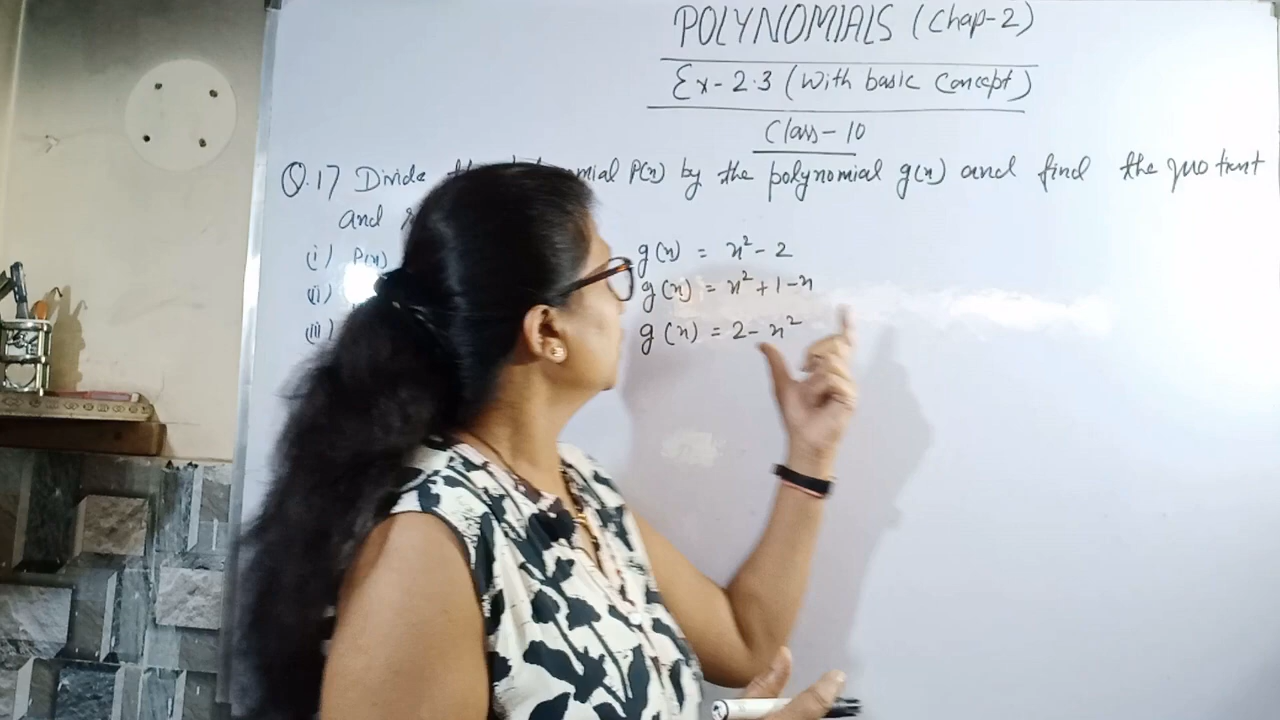 POLYNOMIALS (Chap-2)
Ex-2.3 (With basic Concept)
Class-10
Q.17 Divide P(x) by the polynomial g(x) and find the quotient
and
(i) P(x) g(x) = x²-2
(ii) g(x) = x²+1-x
(iii) g(x) = 2-x²